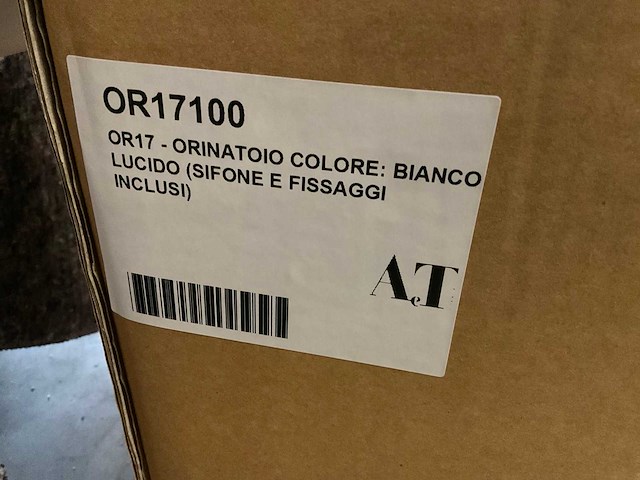 OR17100
OR17 - ORINATOIO COLORE: BIANCO
LUCIDO (SIFONE E FISSAGGI
INCLUSI)
AeT